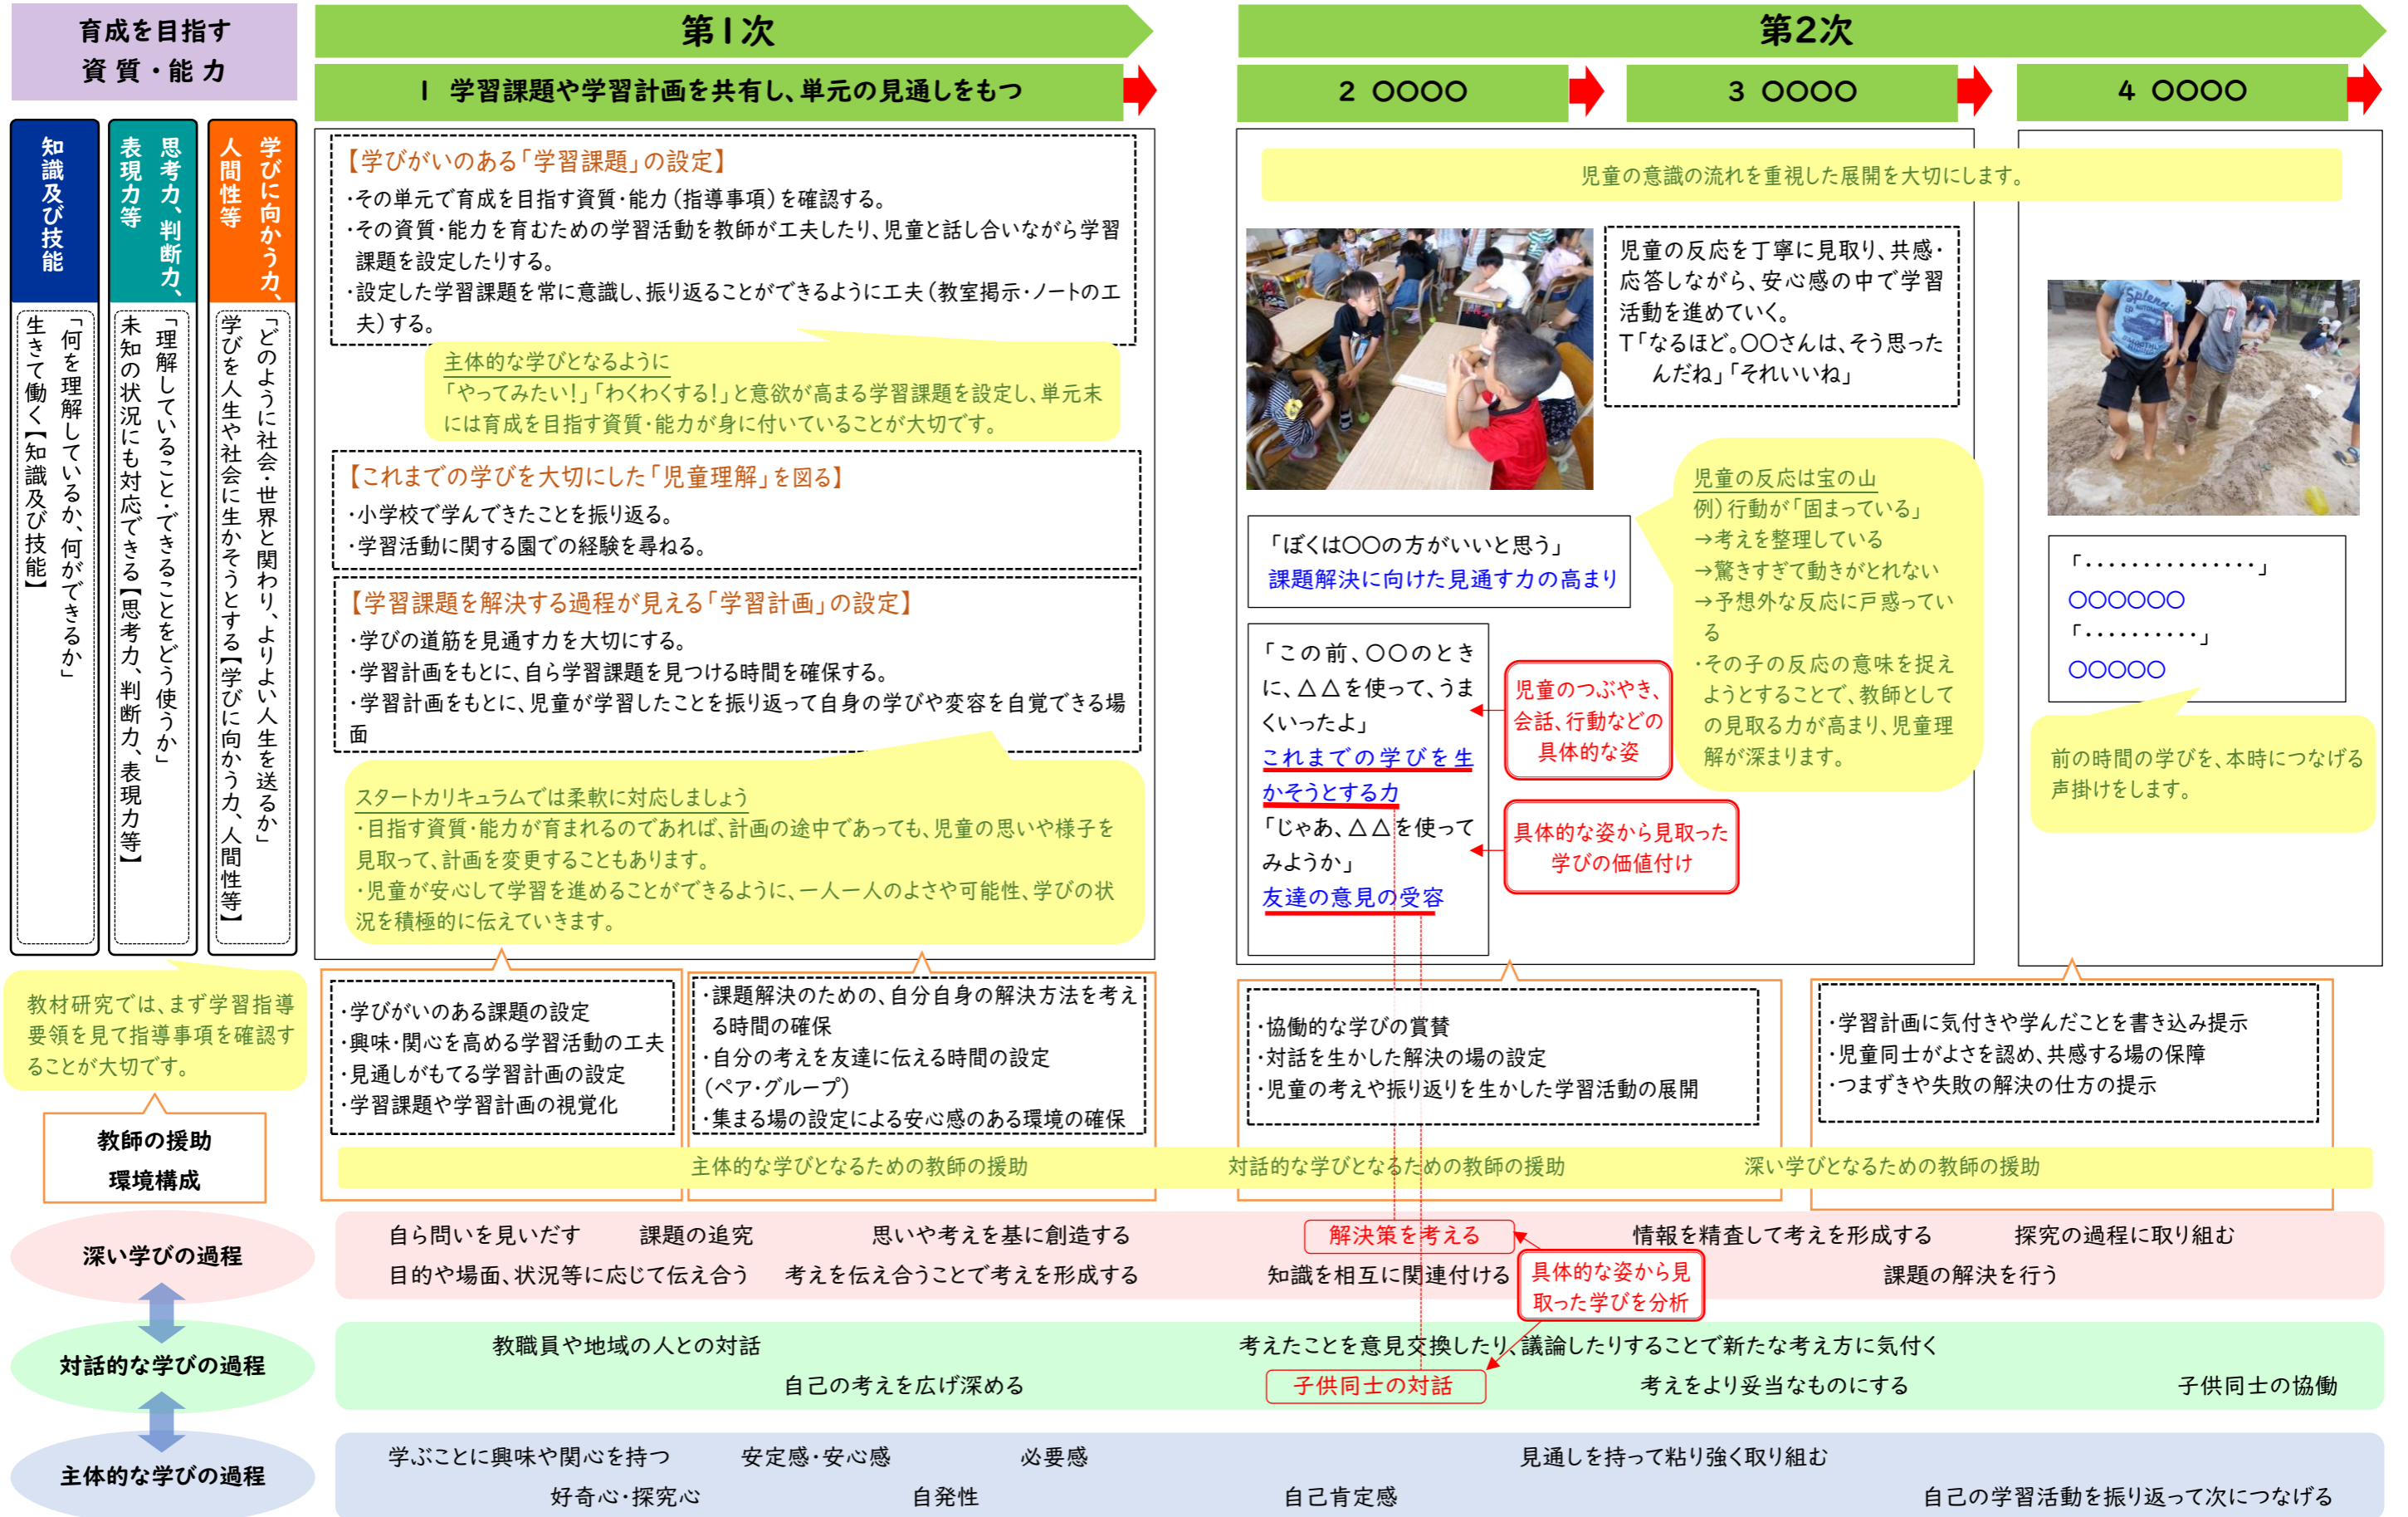 育成を目指す
資質・能力
第1次
第2次
1 学習課題や学習計画を共有し、単元の見通しをもつ
2 〇〇〇〇
3 〇〇〇〇
4 〇〇〇〇
知識及び技能
「何を理解しているか、何ができるか」
生きて働く【知識及び技能】
思考力、判断力、
表現力等
「理解していること・できることをどう使うか」
未知の状況にも対応できる【思考力、判断力、表現力等】
学びに向かう力、
人間性等
「どのように社会・世界と関わり、よりよい人生を送るか」
学びを人生や社会に生かそうとする【学びに向かう力、人間性等】
教材研究では、まず学習指導
要領を見て指導事項を確認す
ることが大切です。
【学びがいのある「学習課題」の設定】
・その単元で育成を目指す資質・能力(指導事項)を確認する。
・その資質・能力を育むための学習活動を教師が工夫したり、児童と話し合いながら学習
課題を設定したりする。
・設定した学習課題を常に意識し、振り返ることができるように工夫(教室掲示・ノートの工
夫)する。
主体的な学びとなるように
「やってみたい!」「わくわくする!」と意欲が高まる学習課題を設定し、単元末
には育成を目指す資質・能力が身に付いていることが大切です。
【これまでの学びを大切にした「児童理解」を図る】
・小学校で学んできたことを振り返る。
・学習活動に関する園での経験を尋ねる。
【学習課題を解決する過程が見える「学習計画」の設定】
・学びの道筋を見通す力を大切にする。
・学習計画をもとに、自ら学習課題を見つける時間を確保する。
・学習計画をもとに、児童が学習したことを振り返って自身の学びや変容を自覚できる場
面
スタートカリキュラムでは柔軟に対応しましょう
・目指す資質・能力が育まれるのであれば、計画の途中であっても、児童の思いや様子を
見取って、計画を変更することもあります。
・児童が安心して学習を進めることができるように、一人一人のよさや可能性、学びの状
況を積極的に伝えていきます。
児童の意識の流れを重視した展開を大切にします。
児童の反応を丁寧に見取り、共感・
応答しながら、安心感の中で学習
活動を進めていく。
T「なるほど。〇〇さんは、そう思った
んだね」「それいいね」
「ぼくは〇〇の方がいいと思う」
課題解決に向けた見通す力の高まり
「この前、〇〇のとき
に、△△を使って、うま
くいったよ」
これまでの学びを生
かそうとする力
「じゃあ、△△を使って
みようか」
友達の意見の受容
児童のつぶやき、
会話、行動などの
具体的な姿
具体的な姿から見取った
学びの価値付け
児童の反応は宝の山
例)行動が「固まっている」
→考えを整理している
→驚きすぎて動きがとれない
→予想外な反応に戸惑ってい
る
・その子の反応の意味を捉え
ようとすることで、教師として
の見取る力が高まり、児童理
解が深まります。
Splend
「・・・・・・・・・・・・・・・」
〇〇〇〇〇〇
「・・・・・・・・・・」
〇〇〇〇〇
前の時間の学びを、本時につなげる
声掛けをします。
教師の援助
環境構成
・学びがいのある課題の設定
・興味・関心を高める学習活動の工夫
・見通しがもてる学習計画の設定
・学習課題や学習計画の視覚化
・課題解決のための、自分自身の解決方法を考え
る時間の確保
・自分の考えを友達に伝える時間の設定
(ペア・グループ)
・集まる場の設定による安心感のある環境の確保
・協働的な学びの賞賛
・対話を生かした解決の場の設定
・児童の考えや振り返りを生かした学習活動の展開
・学習計画に気付きや学んだことを書き込み提示
・児童同士がよさを認め、共感する場の保障
・つまずきや失敗の解決の仕方の提示
主体的な学びとなるための教師の援助
対話的な学びとなるための教師の援助
深い学びとなるための教師の援助
深い学びの過程
自ら問いを見いだす 課題の追究 思いや考えを基に創造する 解決策を考える 情報を精査して考えを形成する 探究の過程に取り組む
目的や場面、状況等に応じて伝え合う 考えを伝え合うことで考えを形成する 知識を相互に関連付ける 課題の解決を行う
具体的な姿から見
取った学びを分析
対話的な学びの過程
教職員や地域の人との対話 考えたことを意見交換したり、議論したりすることで新たな考え方に気付く
自己の考えを広げ深める 子供同士の対話 考えをより妥当なものにする 子供同士の協働
主体的な学びの過程
学ぶことに興味や関心を持つ 安定感・安心感 必要感 見通しを持って粘り強く取り組む
好奇心・探究心 自発性 自己肯定感 自己の学習活動を振り返って次につなげる